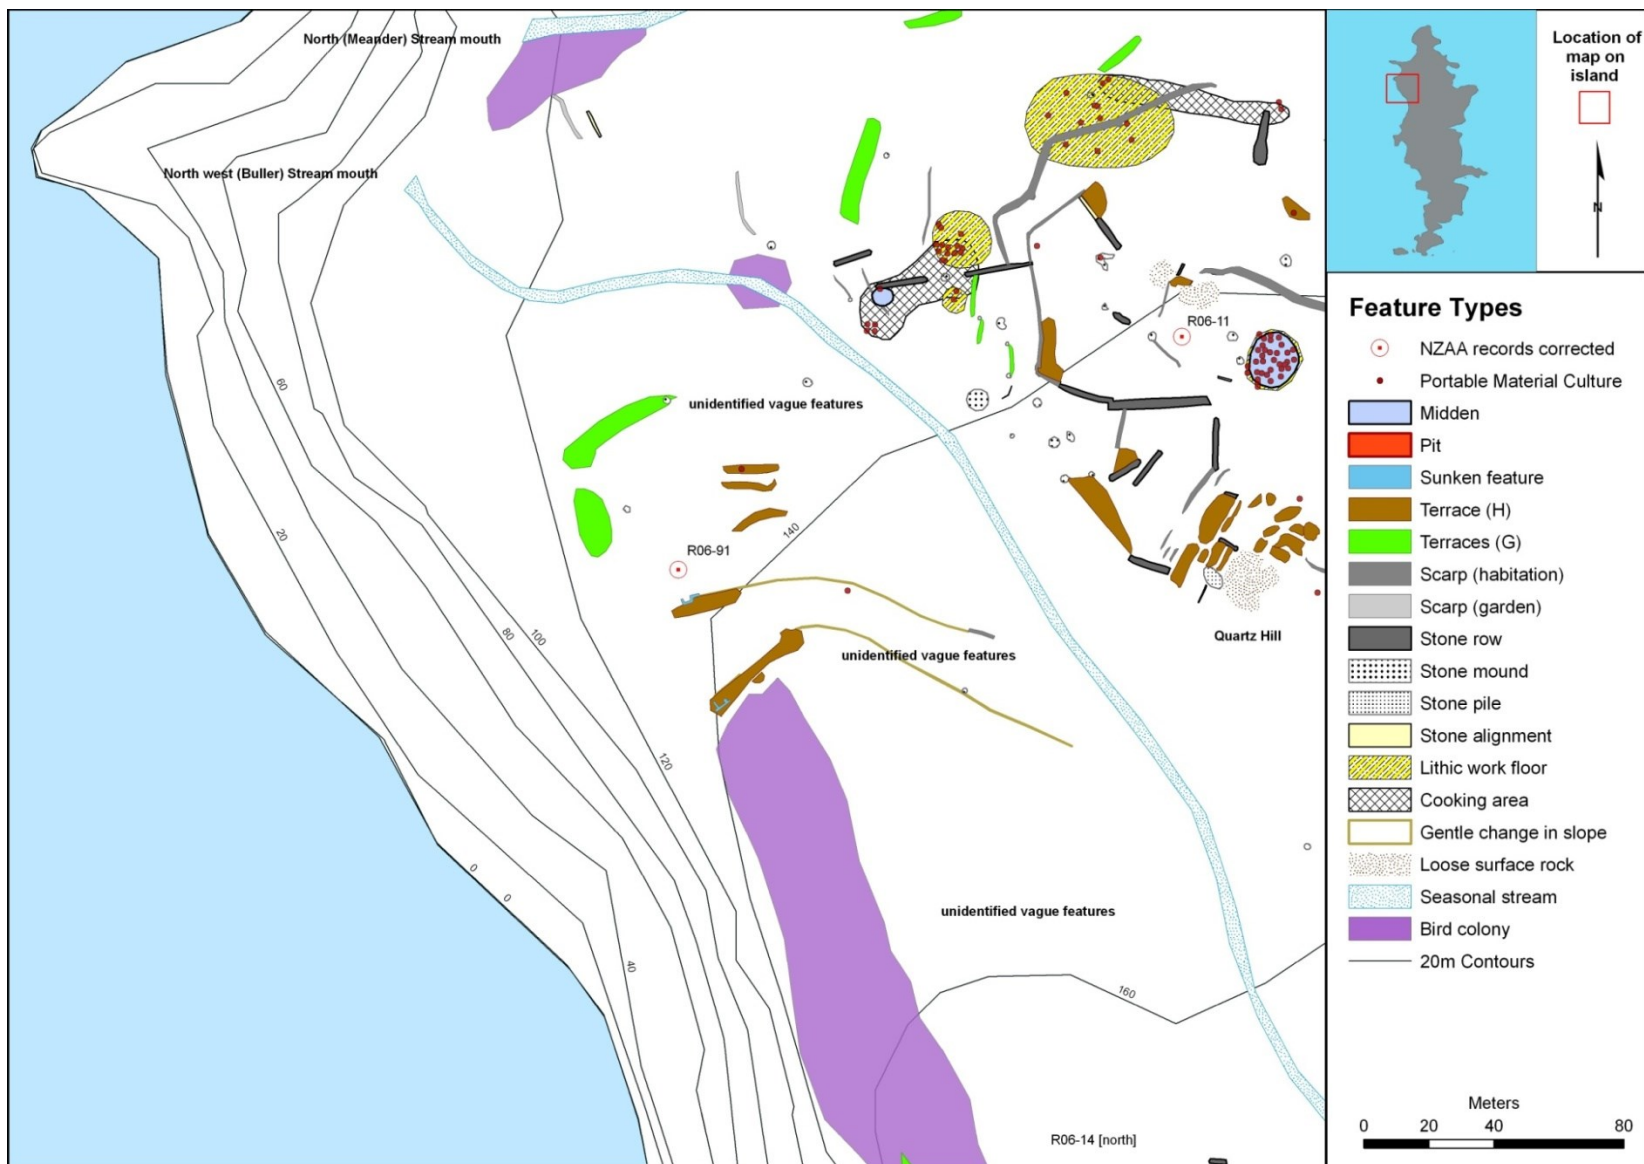 North (Meander) Stream mouth
North west (Buller) Stream mouth
R06-11
unidentified vague features
60
20
140
R06-91
80
100
Quartz Hill
unidentified vague features
120
0
0
unidentified vague features
40
160
R06-14 [north]
Location of
map on
island
N
Feature Types
NZAA records corrected
Portable Material Culture
Midden
Pit
Sunken feature
Terrace (H)
Terraces (G)
Scarp (habitation)
Scarp (garden)
Stone row
Stone mound
Stone pile
Stone alignment
Lithic work floor
Cooking area
Gentle change in slope
Loose surface rock
Seasonal stream
Bird colony
20m Contours
Meters
0 20 40 80